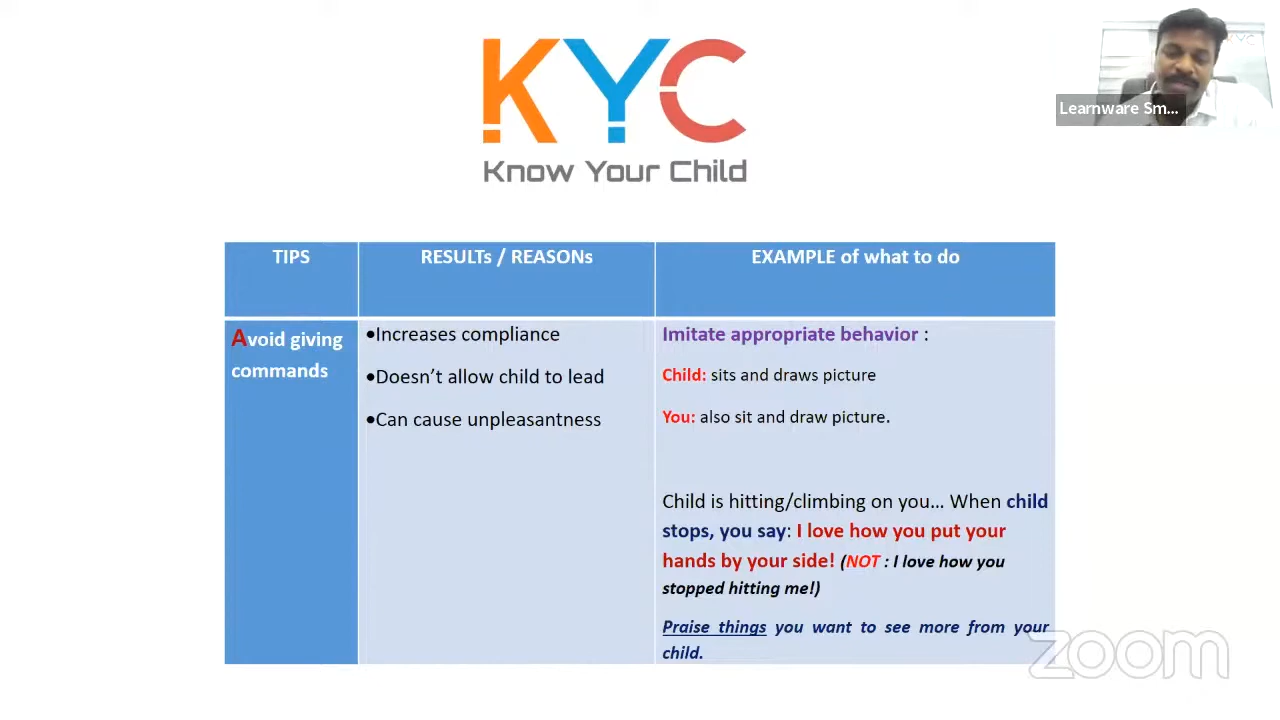 KYC
Know Your Child
KYC
Learnware Sm...
TIPS
RESULTs / REASONs
EXAMPLE of what to do
Avoid giving
commands
•Increases compliance
•Doesn’t allow child to lead
•Can cause unpleasantness
Imitate appropriate behavior :
Child: sits and draws picture
You: also sit and draw picture.
Child is hitting/climbing on you... When child
stops, you say: I love how you put your
hands by your side! (NOT : I love how you
stopped hitting me!)
Praise things you want to see more from your
child.
zoom